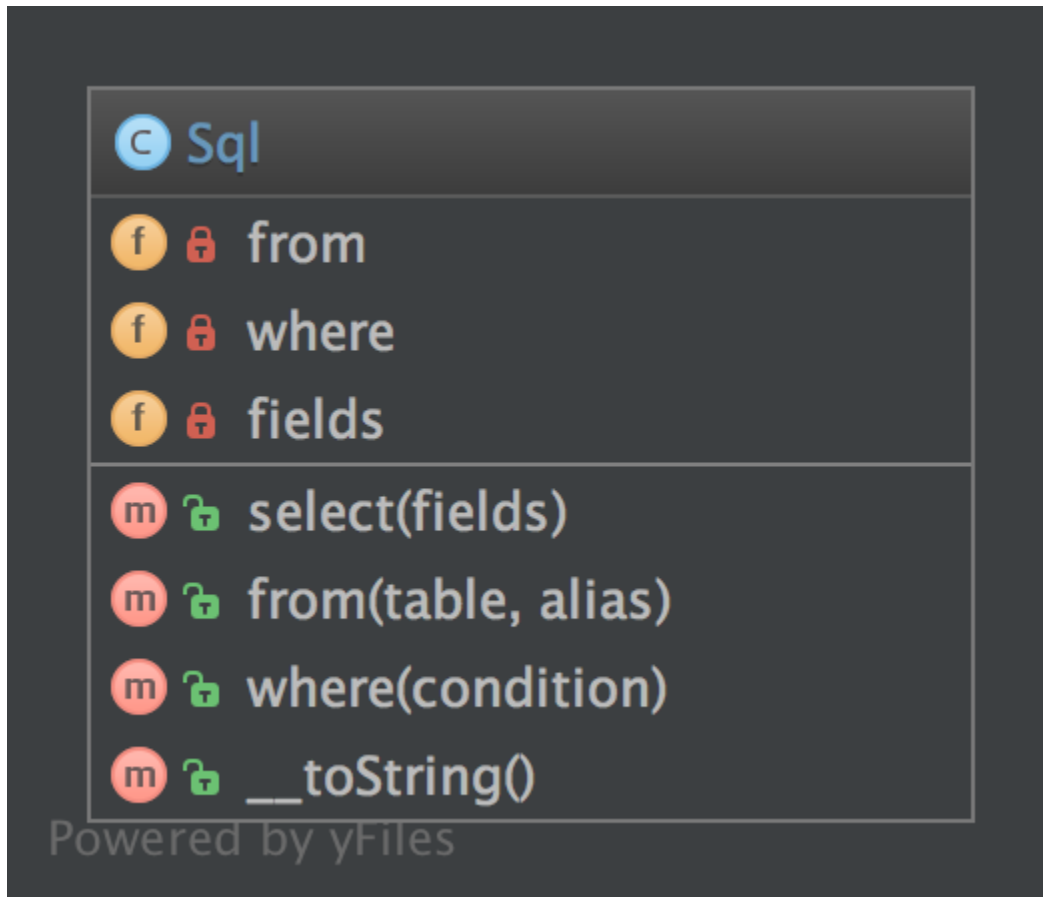 C Sql
f from
f where
f fields
m select(fields)
m from(table, alias)
m where(condition)
m __toString()
Powered by yFiles